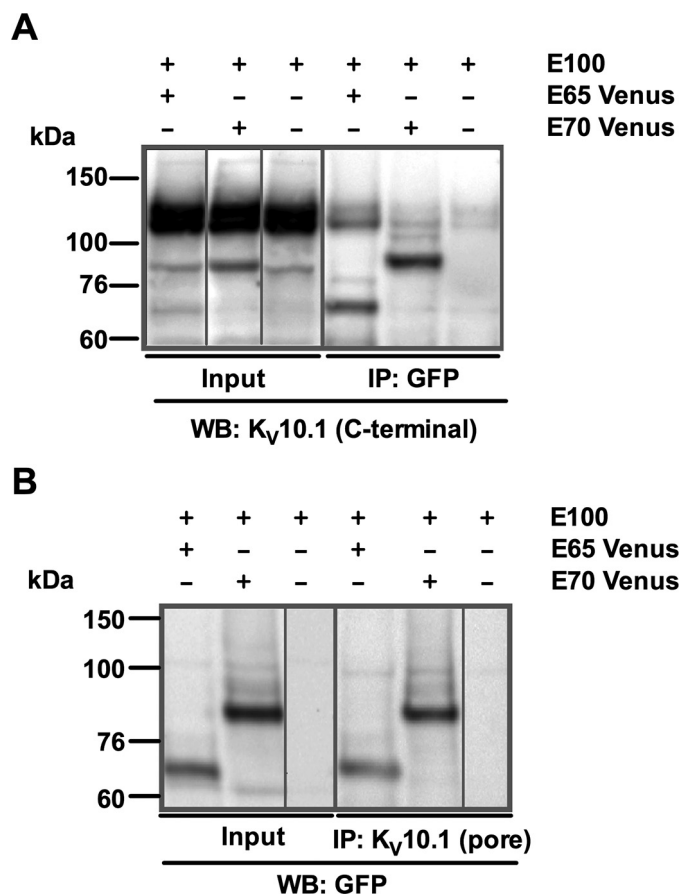 A
+ + + + + + E100
+ – – + – – E65 Venus
– + – – + – E70 Venus
kDa
150
100
76
60
Input IP: GFP
WB: KV10.1 (C-terminal)
B
+ + + + + + E100
+ – – + – – E65 Venus
– + – – + – E70 Venus
kDa
150
100
76
60
Input IP: KV10.1 (pore)
WB: GFP